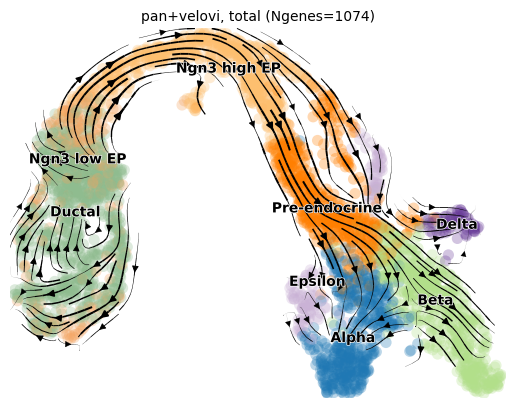 pan+velovi, total (Ngenes=1074)
Ngn3 high EP
Ngn3 low EP
Ductal
Pre-endocrine
Delta
Epsilon
Beta
Alpha